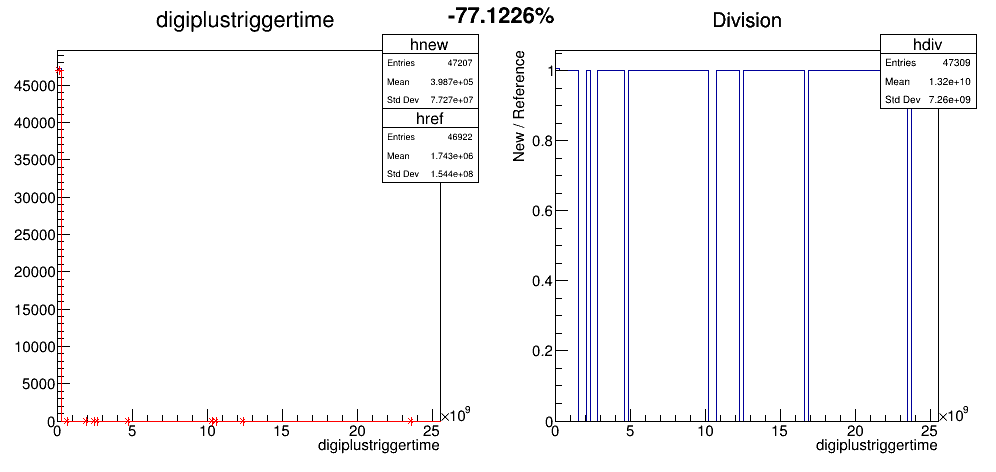 digiplustriggertime
-77.1226%
Division
hnew
Entries 47207
Mean 3.987e+05
Std Dev 7.727e+07
href
Entries 46922
Mean 1.743e+06
Std Dev 1.544e+08
45000
40000
35000
30000
25000
20000
15000
10000
5000
0
0 5 10 15 20 25
×10⁹
digiplustriggertime
hdiv
Entries 47309
Mean 1.32e+10
Std Dev 7.26e+09
New / Reference
1
0.8
0.6
0.4
0.2
0
0 5 10 15 20 25
×10⁹
digiplustriggertime